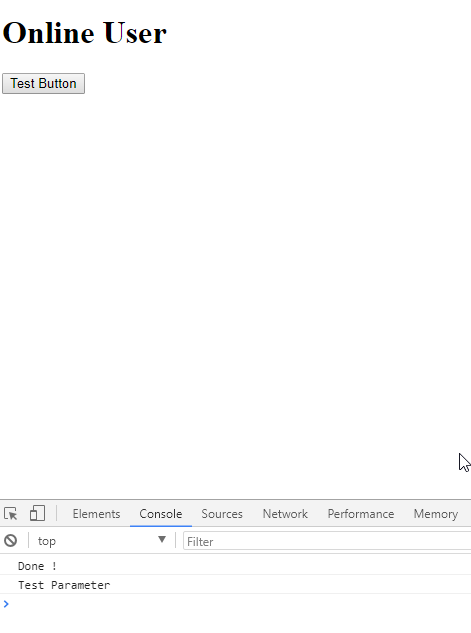 Online User
Test Button
Elements Console Sources Network Performance Memory
top Filter
Done !
Test Parameter